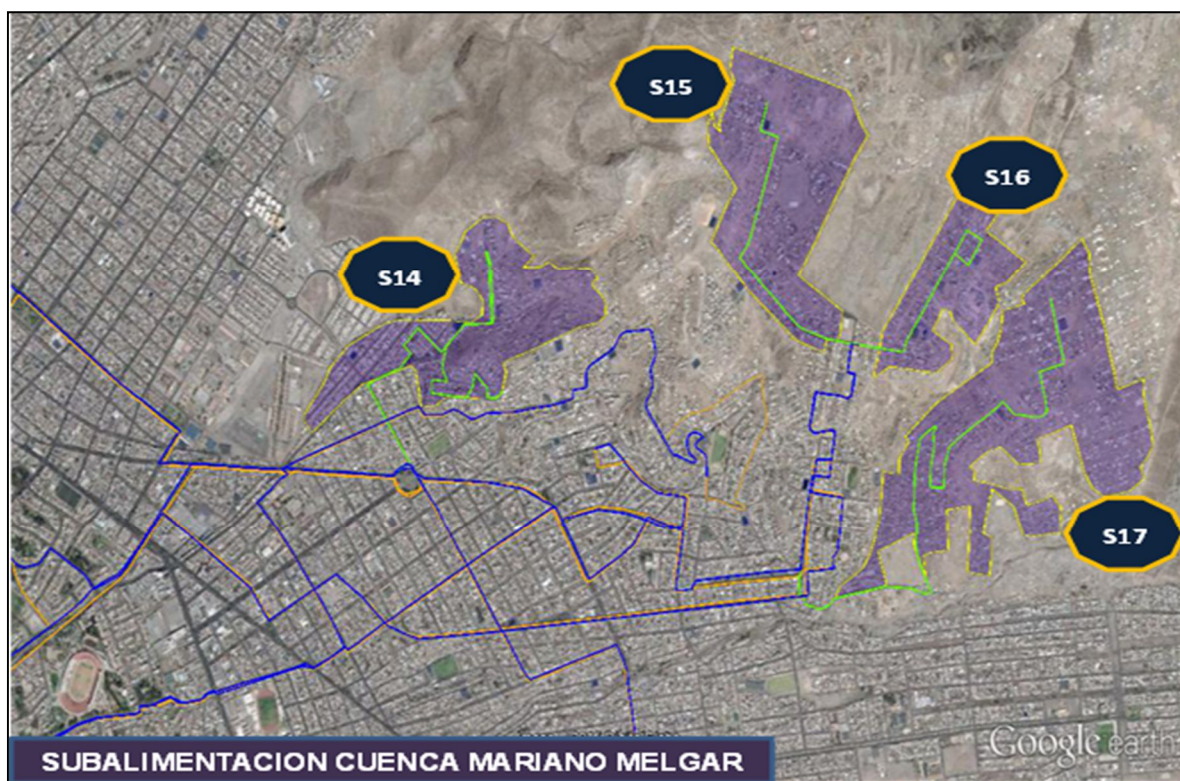 S15
S16
S14
S17
Google earth
SUBALIMENTACION CUENCA MARIANO MELGAR